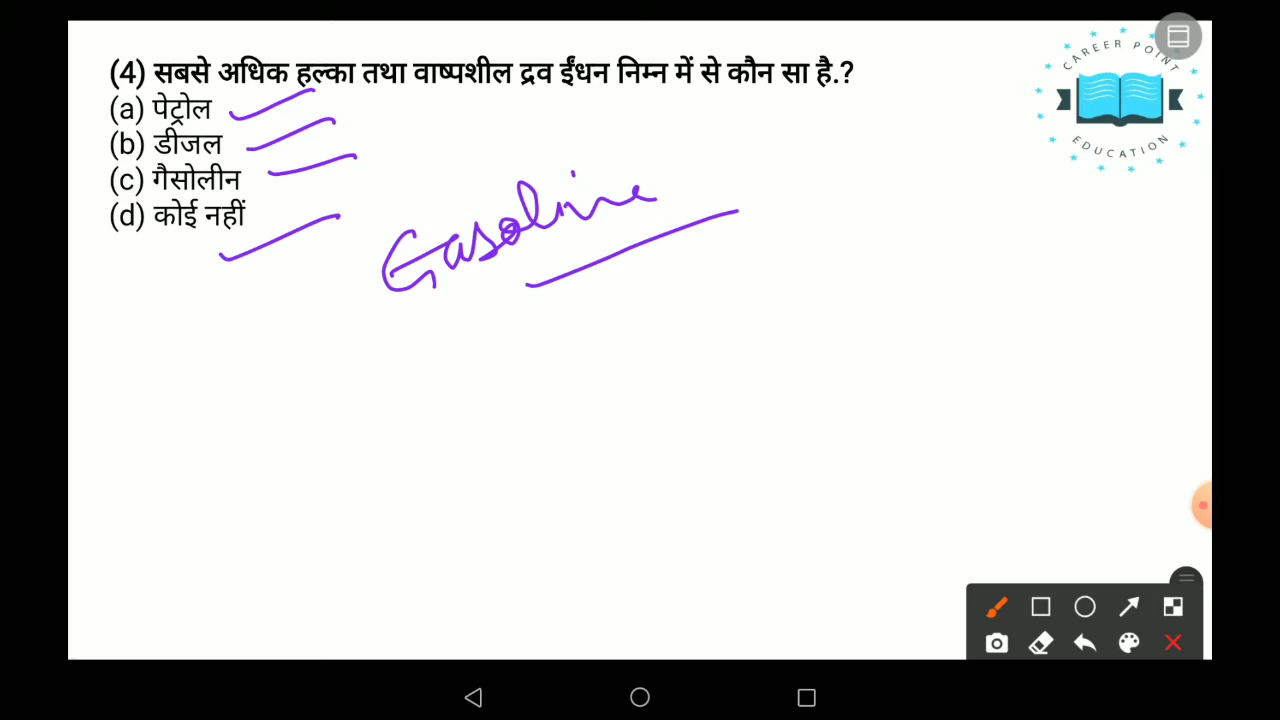 (4) सबसे अधिक हल्का तथा वाष्पशील द्रव ईंधन निम्न में से कौन सा है.?
(a) पेट्रोल
(b) डीजल
(c) गैसोलीन
(d) कोई नहीं
Gasoline
CAREER POINT
EDUCATION